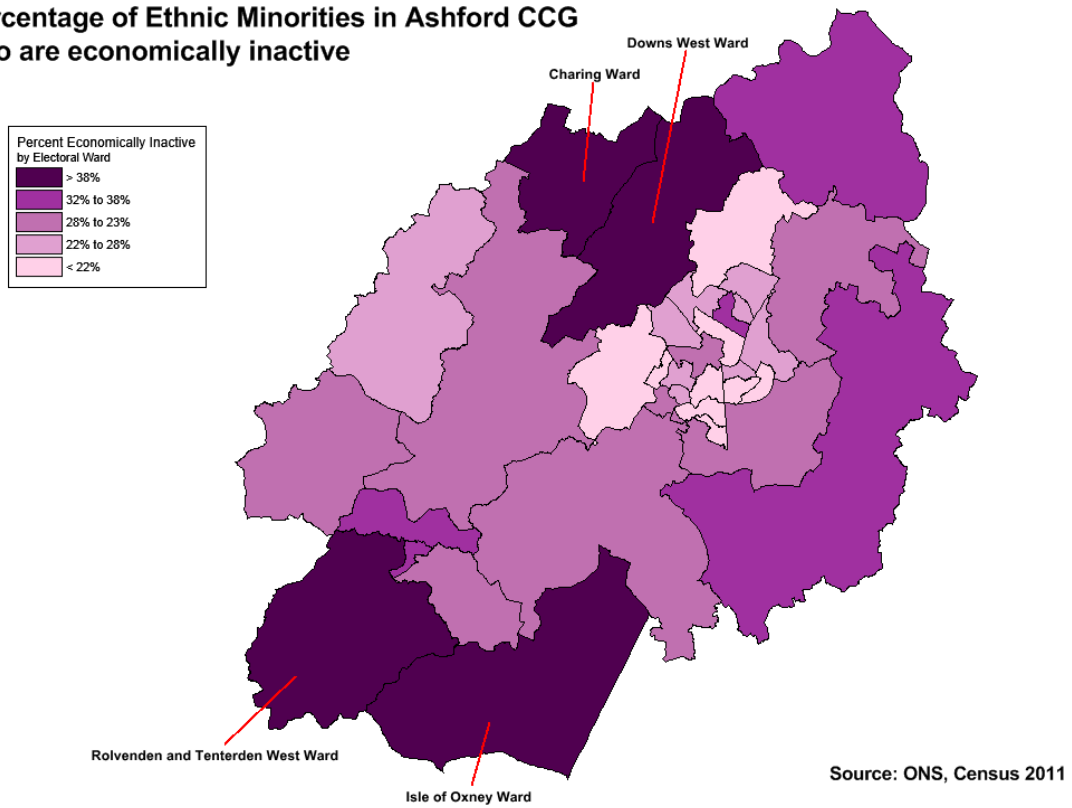 rcentage of Ethnic Minorities in Ashford CCG
o are economically inactive
Downs West Ward
Charing Ward
Percent Economically Inactive
by Electoral Ward
> 38%
32% to 38%
28% to 23%
22% to 28%
< 22%
Rolvenden and Tenterden West Ward
Isle of Oxney Ward
Source: ONS, Census 2011